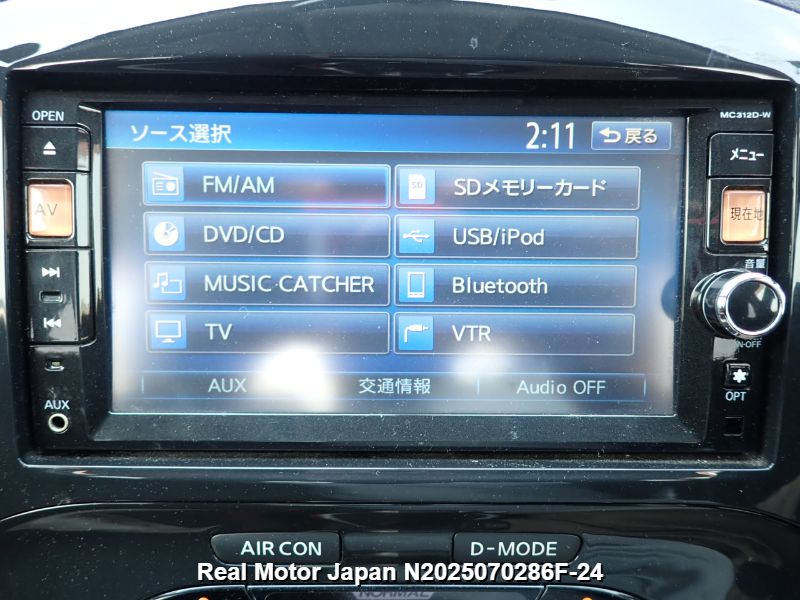 OPEN
MC312D-W
ソース選択
2:11
戻る
メニュー
AV
現在地
FM/AM
SD
SDメモリーカード
DVD/CD
USB/iPod
MUSIC CATCHER
Bluetooth
TV
VTR
音量
AUX
交通情報
Audio OFF
AUX
OPT
AIR CON
D-MODE
Real Motor Japan N2025070286F-24
NORMAL